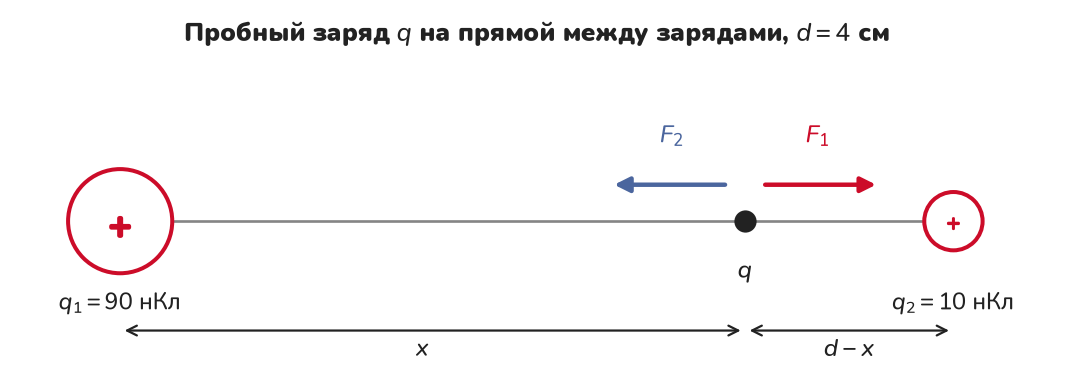 Пробный заряд q на прямой между зарядами, d = 4 см
F₂
F₁
+
+
q
q₁ = 90 нКл
q₂ = 10 нКл
x
d − x